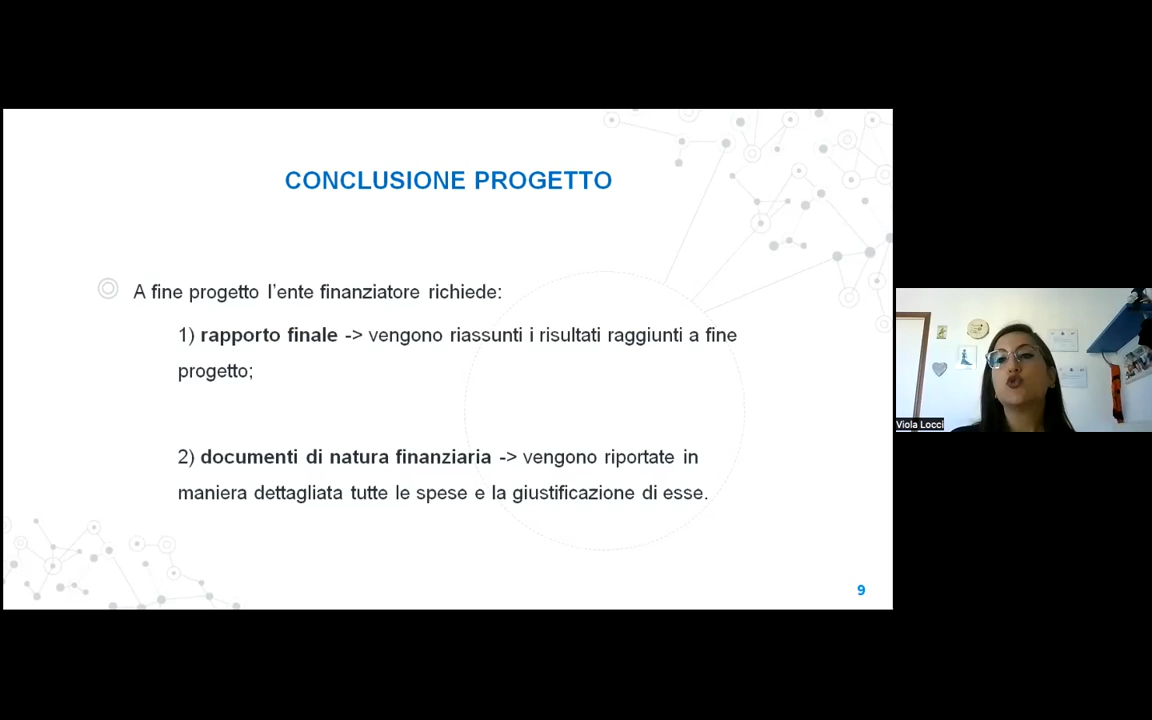 CONCLUSIONE PROGETTO
A fine progetto l'ente finanziatore richiede:
1) rapporto finale -> vengono riassunti i risultati raggiunti a fine
progetto;
2) documenti di natura finanziaria -> vengono riportate in
maniera dettagliata tutte le spese e la giustificazione di esse.
9
Viola Locci